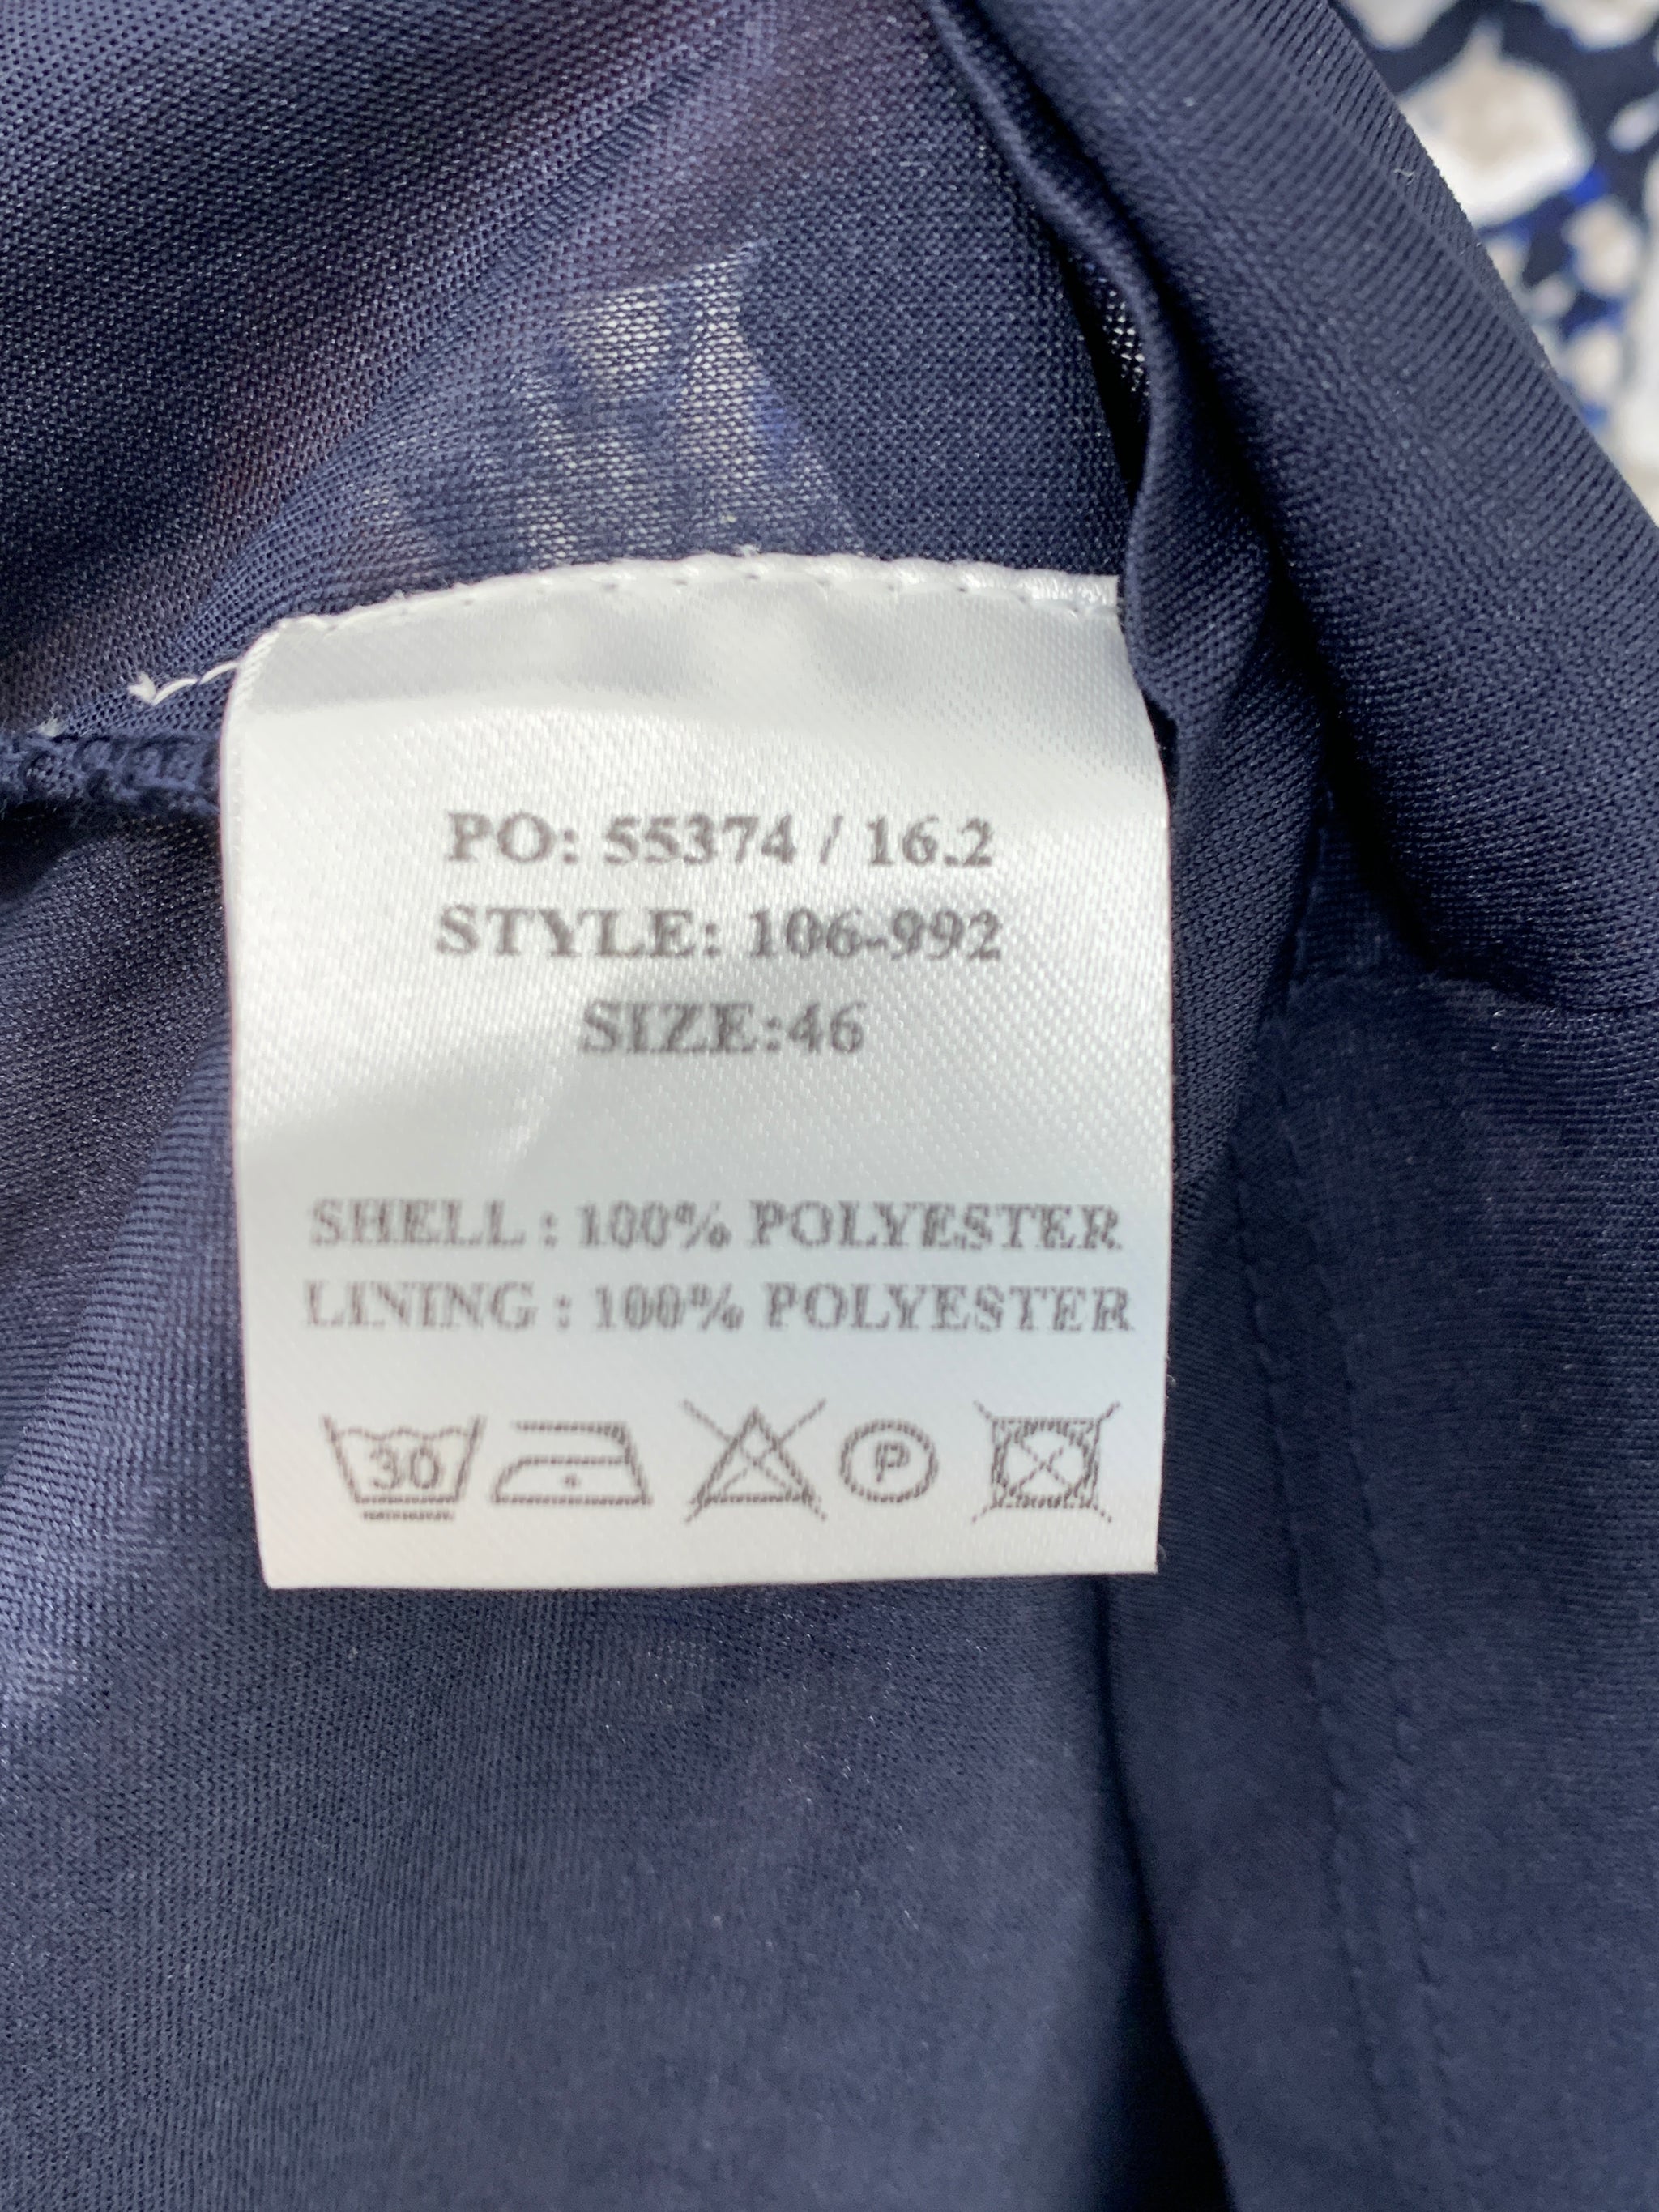 PO: 55374 / 16.2
STYLE: 106-992
SIZE:46
SHELL : 100% POLYESTER
LINING : 100% POLYESTER
30 P